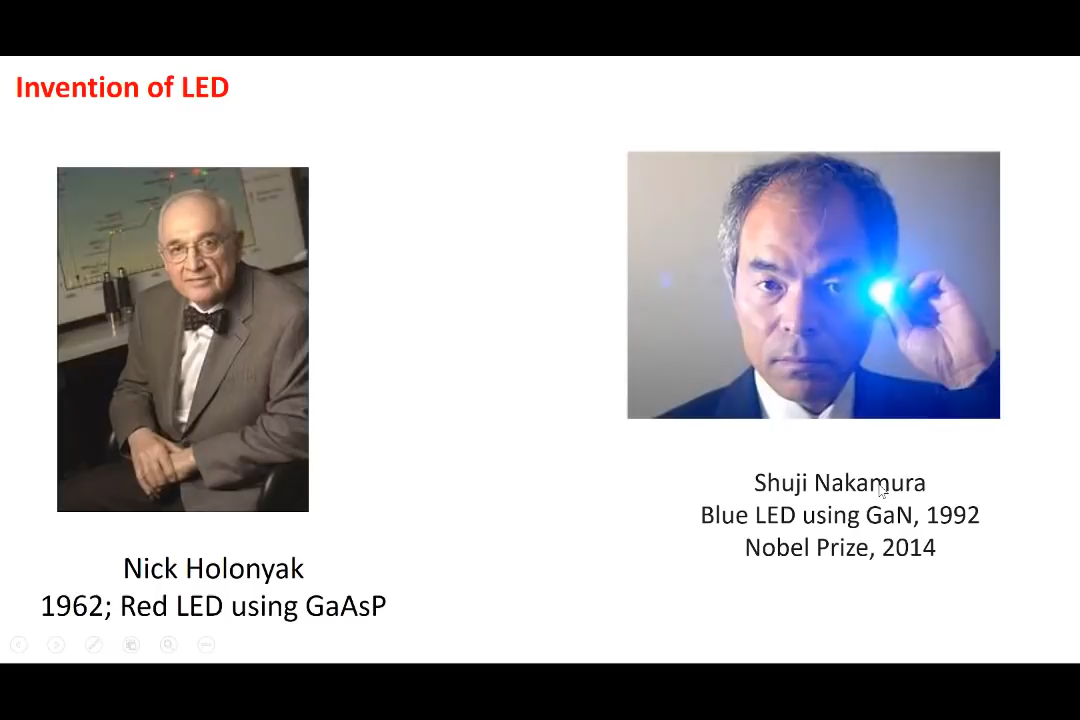 Invention of LED
Nick Holonyak
1962; Red LED using GaAsP
Shuji Nakamura
Blue LED using GaN, 1992
Nobel Prize, 2014